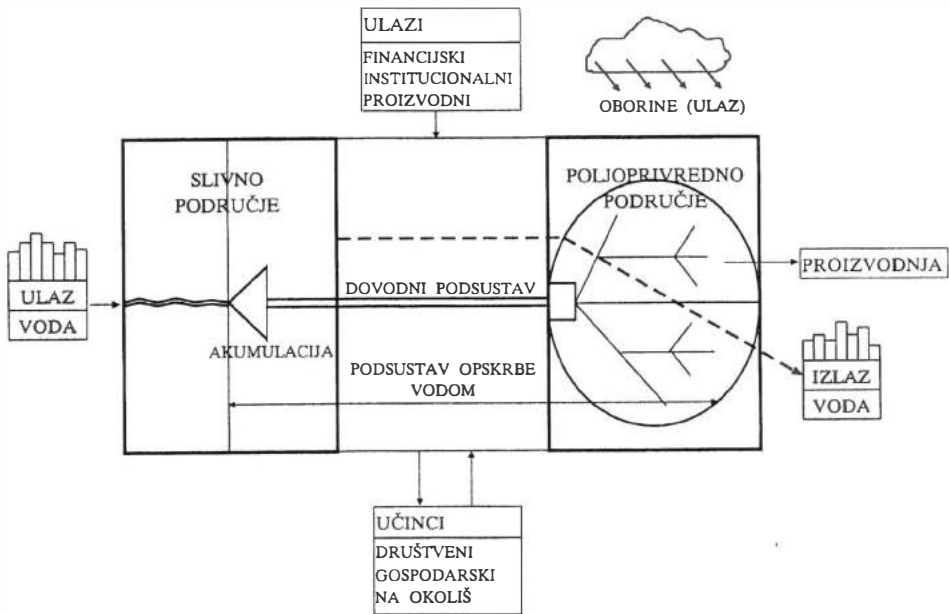 ULAZI
FINANCIJSKI
INSTITUCIONALNI
PROIZVODNI
OBORINE (ULAZ)
SLIVNO
PODRUČJE
POLJOPRIVREDNO
PODRUČJE
ULAZ
VODA
DOVODNI PODSUSTAV
AKUMULACIJA
PODSUSTAV OPSKRBE
VODOM
PROIZVODNJA
IZLAZ
VODA
UČINCI
DRUŠTVENI
GOSPODARSKI
NA OKOLIŠ